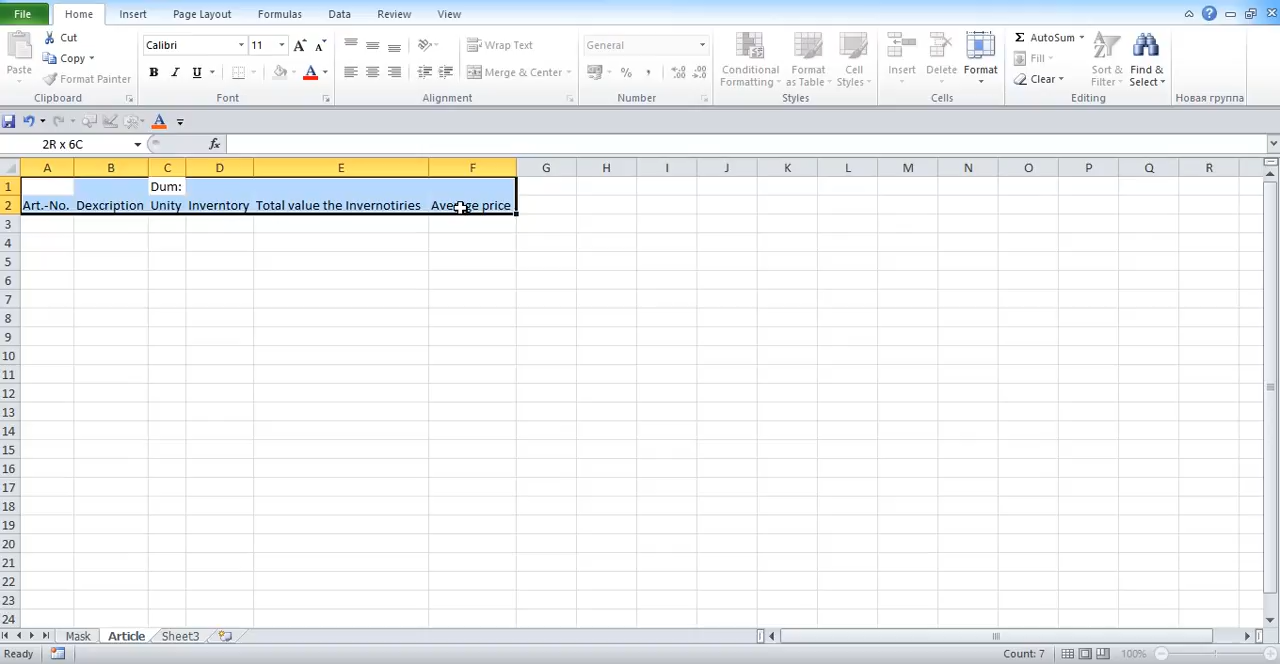 File Home Insert Page Layout Formulas Data Review View
Cut
Copy
Format Painter
Paste
Calibri 11
Wrap Text
Merge & Center
General
Conditional Formatting
Format as Table
Cell Styles
Insert Delete Format
AutoSum
Fill
Clear
Sort & Filter
Find & Select
Clipboard Font Alignment Number Styles Cells Editing Новая группа
2R x 6C fx
A B C D E F G H I J K L M N O P Q R
1 Dum:
2 Art.-No. Dexcription Unity Inverntory Total value the Invernotiries Average price
3
4
5
6
7
8
9
10
11
12
13
14
15
16
17
18
19
20
21
22
23
24
Mask Article Sheet3
Ready Count: 7 100%